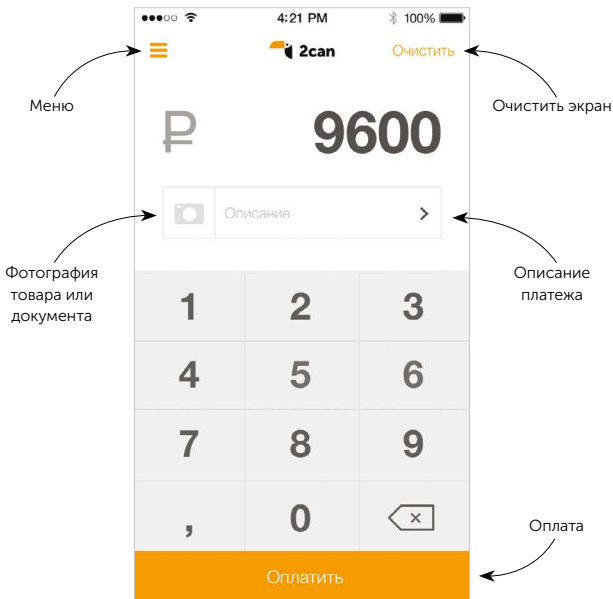 4:21 PM 100%
2can Очистить
Меню
Очистить экран
₽ 9600
Описание
Фотография
товара или
документа
Описание
платежа
1 2 3
4 5 6
7 8 9
, 0
Оплата
Оплатить